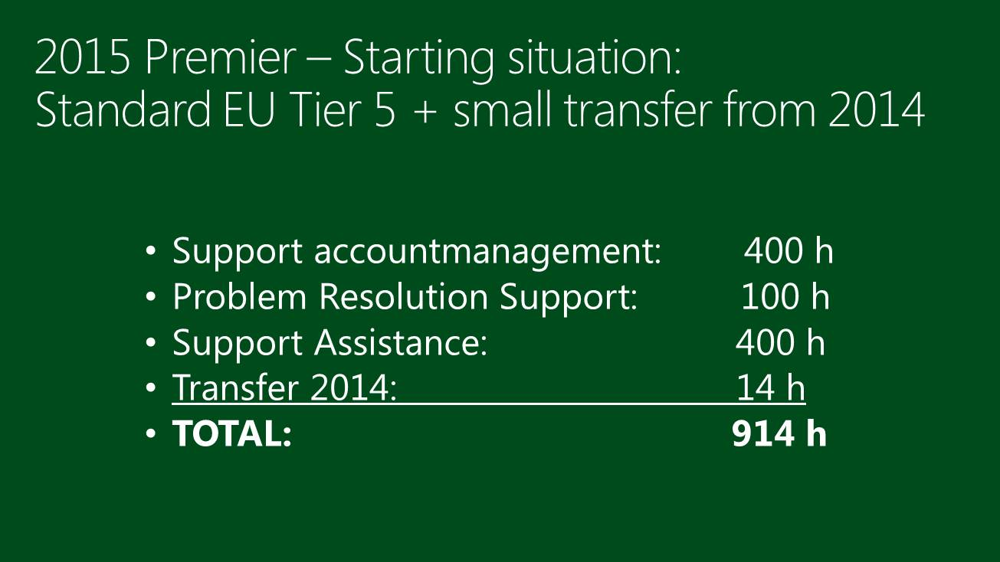 2015 Premier – Starting situation:
Standard EU Tier 5 + small transfer from 2014
• Support accountmanagement: 400 h
• Problem Resolution Support: 100 h
• Support Assistance: 400 h
• Transfer 2014: 14 h
• TOTAL: 914 h